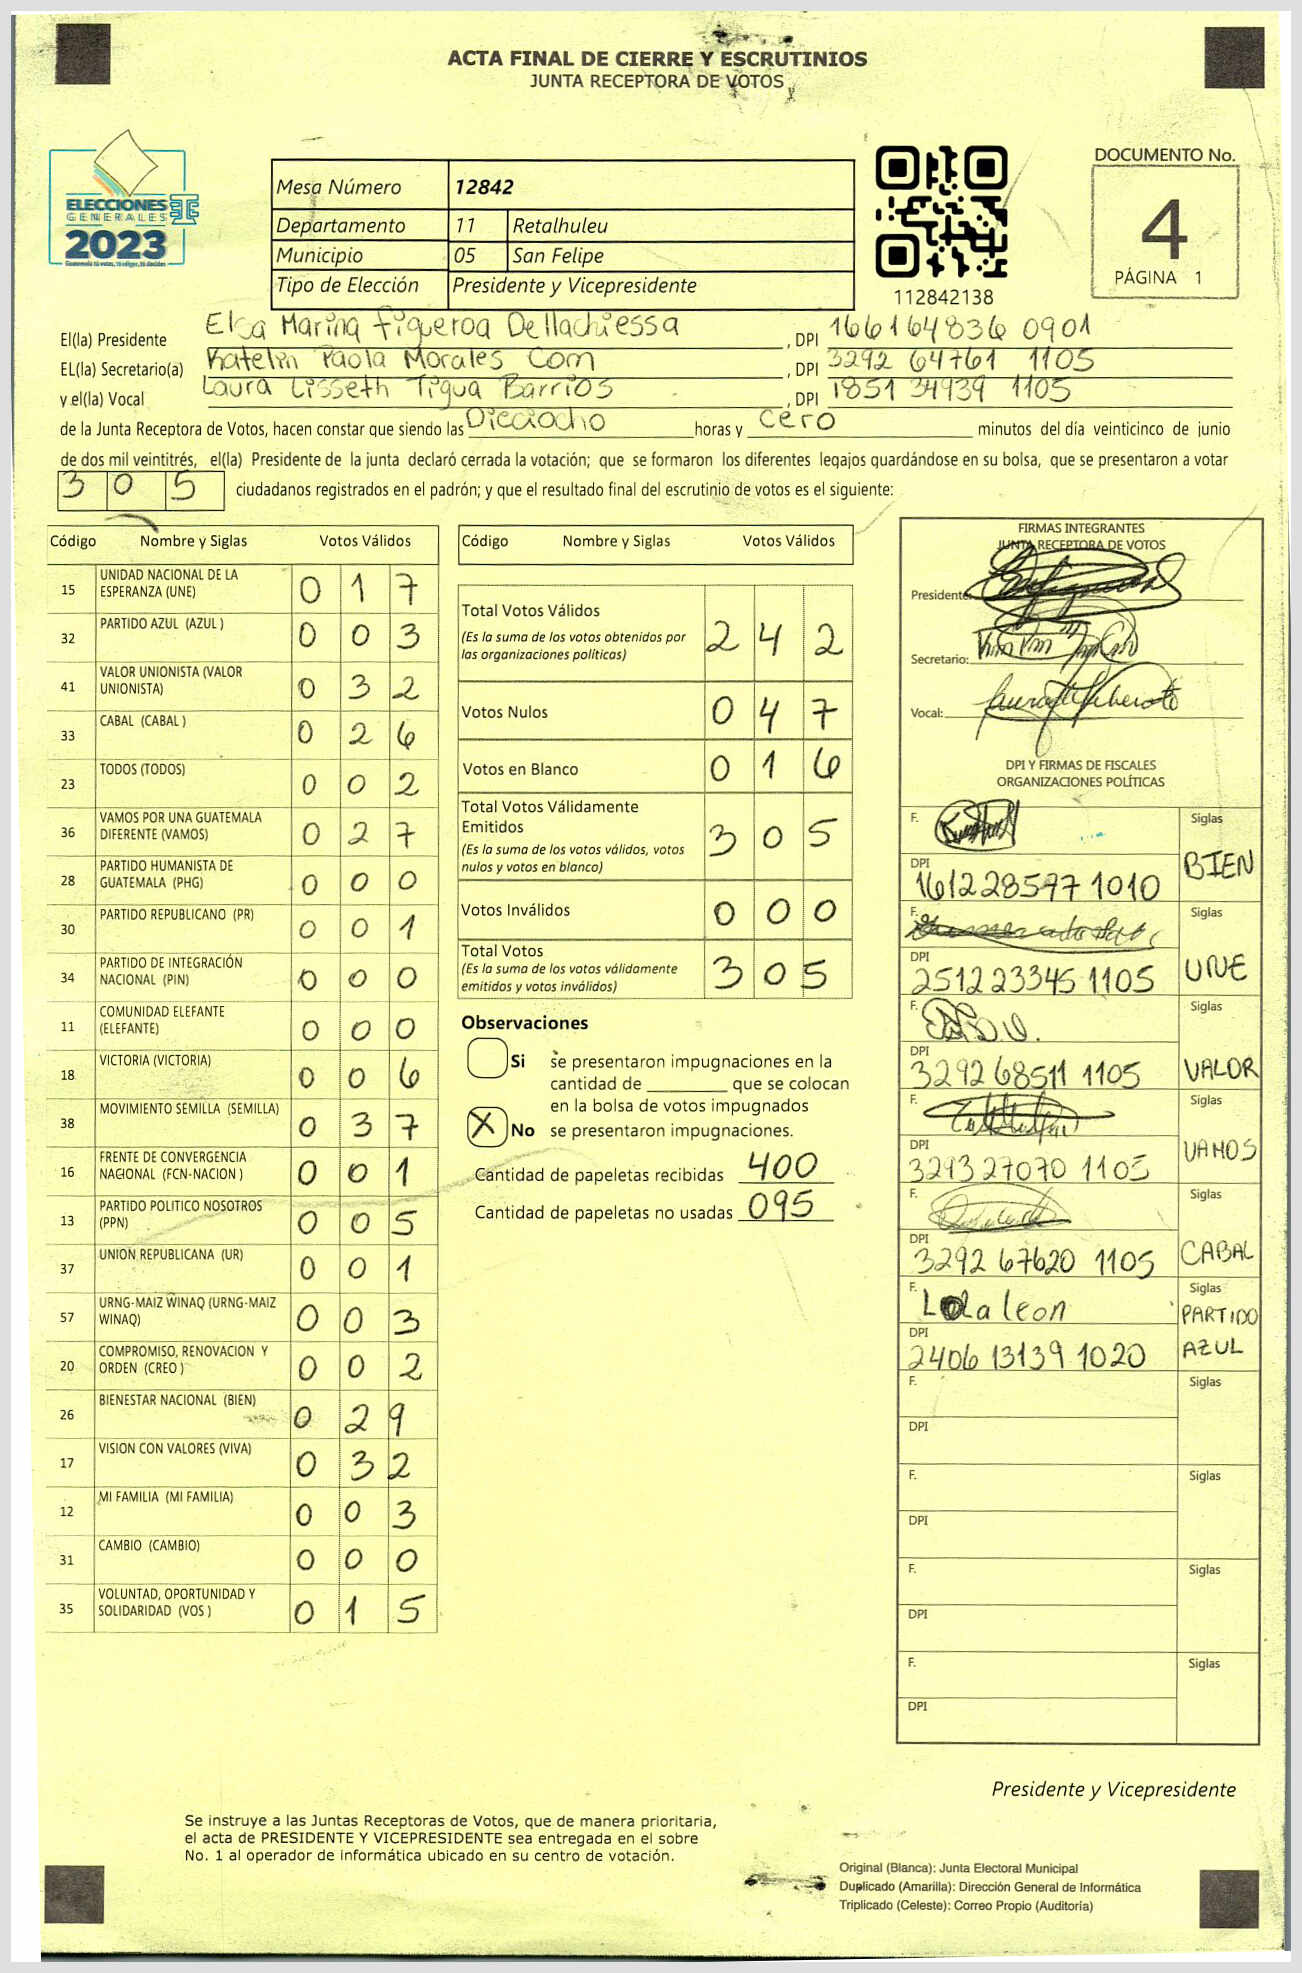 ACTA FINAL DE CIERRE Y ESCRUTINIOS
JUNTA RECEPTORA DE VOTOS
ELECCIONES
GENERALES
2023
Mesa Número 12842
Departamento 11 Retalhuleu
Municipio 05 San Felipe
Tipo de Elección Presidente y Vicepresidente
112842138
DOCUMENTO No.
4
PÁGINA 1
El(la) Presidente Elsa Marina Figueroa Dellachiessa, DPI 166164836 0901
EL(la) Secretario(a) Katelin Paola Morales Com, DPI 3292 64761 1105
y el(la) Vocal Laura Lisseth Tigua Barrios, DPI 1851 34939 1105
de la Junta Receptora de Votos, hacen constar que siendo las Dieciocho horas y cero minutos del día veinticinco de junio
de dos mil veintitrés, el(la) Presidente de la junta declaró cerrada la votación; que se formaron los diferentes legajos guardándose en su bolsa, que se presentaron a votar
305 ciudadanos registrados en el padrón; y que el resultado final del escrutinio de votos es el siguiente:
Código Nombre y Siglas Votos Válidos
15 UNIDAD NACIONAL DE LA ESPERANZA (UNE) 0 1 7
32 PARTIDO AZUL (AZUL ) 0 0 3
41 VALOR UNIONISTA (VALOR UNIONISTA) 0 3 2
33 CABAL (CABAL ) 0 2 6
23 TODOS (TODOS) 0 0 2
36 VAMOS POR UNA GUATEMALA DIFERENTE (VAMOS) 0 2 7
28 PARTIDO HUMANISTA DE GUATEMALA (PHG) 0 0 0
30 PARTIDO REPUBLICANO (PR) 0 0 1
34 PARTIDO DE INTEGRACIÓN NACIONAL (PIN) 0 0 0
11 COMUNIDAD ELEFANTE (ELEFANTE) 0 0 0
18 VICTORIA (VICTORIA) 0 0 6
38 MOVIMIENTO SEMILLA (SEMILLA) 0 3 7
16 FRENTE DE CONVERGENCIA NACIONAL (FCN-NACION ) 0 0 1
13 PARTIDO POLITICO NOSOTROS (PPN) 0 0 5
37 UNION REPUBLICANA (UR) 0 0 1
57 URNG-MAIZ WINAQ (URNG-MAIZ WINAQ) 0 0 3
20 COMPROMISO, RENOVACION Y ORDEN (CREO ) 0 0 2
26 BIENESTAR NACIONAL (BIEN) 0 2 9
17 VISION CON VALORES (VIVA) 0 3 2
12 MI FAMILIA (MI FAMILIA) 0 0 3
31 CAMBIO (CAMBIO) 0 0 0
35 VOLUNTAD, OPORTUNIDAD Y SOLIDARIDAD (VOS ) 0 1 5
Código Nombre y Siglas Votos Válidos
Total Votos Válidos 2 4 2
(Es la suma de los votos obtenidos por
las organizaciones políticas)
Votos Nulos 0 4 7
Votos en Blanco 0 1 6
Total Votos Válidamente
Emitidos 3 0 5
(Es la suma de los votos válidos, votos
nulos y votos en blanco)
Votos Inválidos 0 0 0
Total Votos 3 0 5
(Es la suma de los votos válidamente
emitidos y votos inválidos)
Observaciones
Si se presentaron impugnaciones en la
cantidad de ________ que se colocan
en la bolsa de votos impugnados
X No se presentaron impugnaciones.
Cantidad de papeletas recibidas 400
Cantidad de papeletas no usadas 095
FIRMAS INTEGRANTES
JUNTA RECEPTORA DE VOTOS
Presidente:
Secretario:
Vocal:
DPI Y FIRMAS DE FISCALES
ORGANIZACIONES POLÍTICAS
F. Siglas
DPI 161228597 1010 BIEN
F. Siglas
DPI 251223345 1105 UNE
F. Siglas
DPI 3292 68511 1105 VALOR
F. Siglas
DPI 3293 27070 1105 VAMOS
F. Siglas
DPI 3292 67620 1105 CABAL
F. Lola leon Siglas
DPI 2406 13139 1020 PARTIDO AZUL
F. Siglas
DPI
F. Siglas
DPI
F. Siglas
DPI
F. Siglas
DPI
Presidente y Vicepresidente
Se instruye a las Juntas Receptoras de Votos, que de manera prioritaria,
el acta de PRESIDENTE Y VICEPRESIDENTE sea entregada en el sobre
No. 1 al operador de informática ubicado en su centro de votación.
Original (Blanca): Junta Electoral Municipal
Duplicado (Amarilla): Dirección General de Informática
Triplicado (Celeste): Correo Propio (Auditoría)